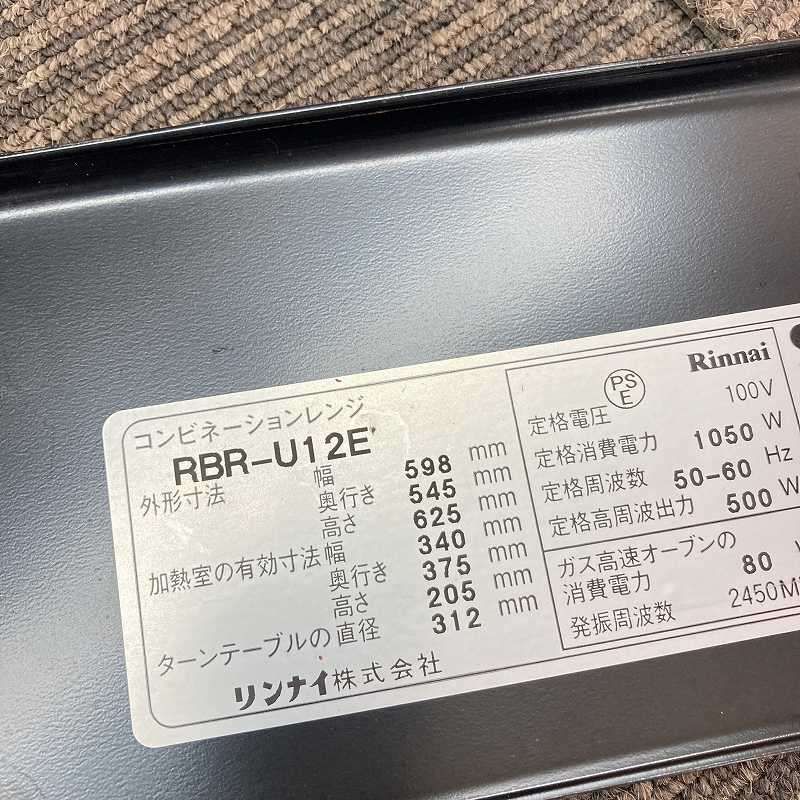 コンビネーションレンジ
RBR-U12E
外形寸法 幅 598 mm
奥行き 545 mm
高さ 625 mm
加熱室の有効寸法 幅 340 mm
奥行き 375 mm
高さ 205 mm
ターンテーブルの直径 312 mm
リンナイ株式会社
PS
E
Rinnai
定格電圧 100V
定格消費電力 1050 W
定格周波数 50-60 Hz
定格高周波出力 500 W
ガス高速オーブンの
消費電力 80
発振周波数 2450M